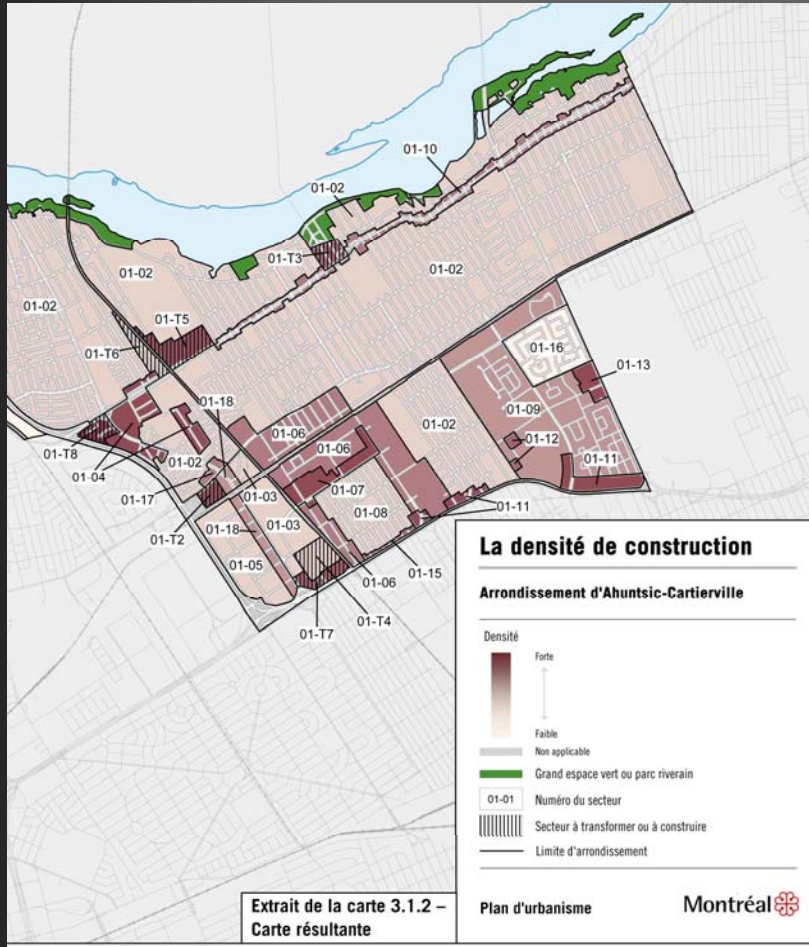 01-10
01-02
01-T3
01-02
01-02
01-02
01-T5
01-T6
01-16
01-13
01-18
01-09
01-06
01-02
01-06
01-12
01-T8
01-02
01-04
01-11
01-03
01-07
01-17
01-03
01-08
01-11
01-18
01-T2
01-15
01-05
01-06
01-T4
01-T7
La densité de construction
Arrondissement d'Ahuntsic-Cartierville
Densité
Forte
Faible
Non applicable
Grand espace vert ou parc riverain
01-01 Numéro du secteur
Secteur à transformer ou à construire
Limite d'arrondissement
Extrait de la carte 3.1.2 –
Carte résultante
Plan d'urbanisme
Montréal